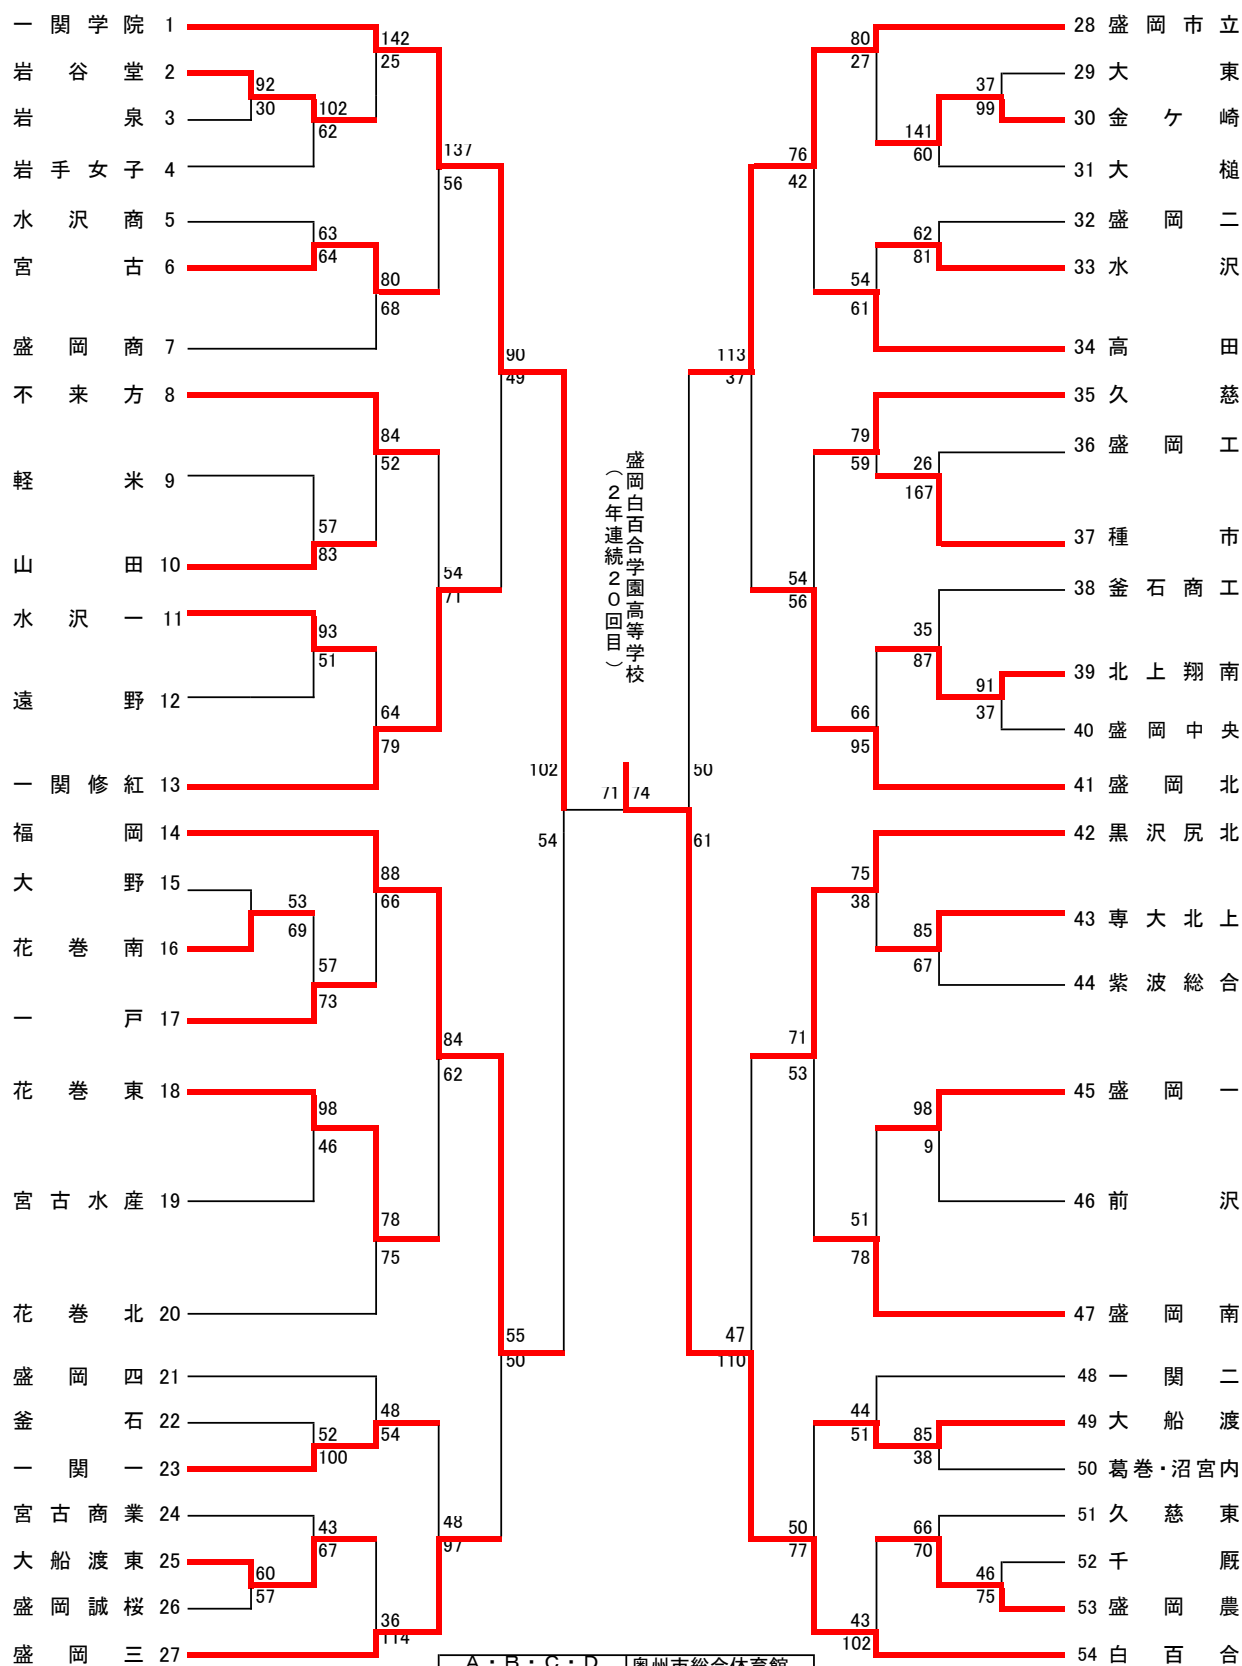 一関学院 1
岩谷堂 2
岩泉 3
岩手女子 4
水沢商 5
宮古 6
盛岡商 7
不来方 8
軽米 9
山田 10
水沢一 11
遠野 12
一関修紅 13
福岡 14
大野 15
花巻南 16
一戸 17
花巻東 18
宮古水産 19
花巻北 20
盛岡四 21
釜石 22
一関一 23
宮古商業 24
大船渡東 25
盛岡誠桜 26
盛岡三 27
92
30
53
69
60
57
102
62
63
64
57
83
93
51
57
73
98
46
52
100
43
67
142
25
80
68
84
52
64
79
88
66
78
75
48
54
36
114
137
56
54
71
84
62
48
97
90
49
55
50
102
54
71
74
盛岡白百合学園高等学校
（２年連続２０回目）
50
61
113
37
47
110
76
42
54
56
71
53
50
77
80
27
54
61
79
59
66
95
75
38
51
78
44
51
43
102
141
60
62
81
26
167
35
87
85
67
98
9
85
38
66
70
37
99
91
37
46
75
28 盛岡市立
29 大東
30 金ケ崎
31 大槌
32 盛岡二
33 水沢
34 高田
35 久慈
36 盛岡工
37 種市
38 釜石商工
39 北上翔南
40 盛岡中央
41 盛岡北
42 黒沢尻北
43 専大北上
44 紫波総合
45 盛岡一
46 前沢
47 盛岡南
48 一関二
49 大船渡
50 葛巻・沼宮内
51 久慈東
52 千厩
53 盛岡農
54 白百合
Ａ・Ｂ・Ｃ・Ｄ 奥州市総合体育館